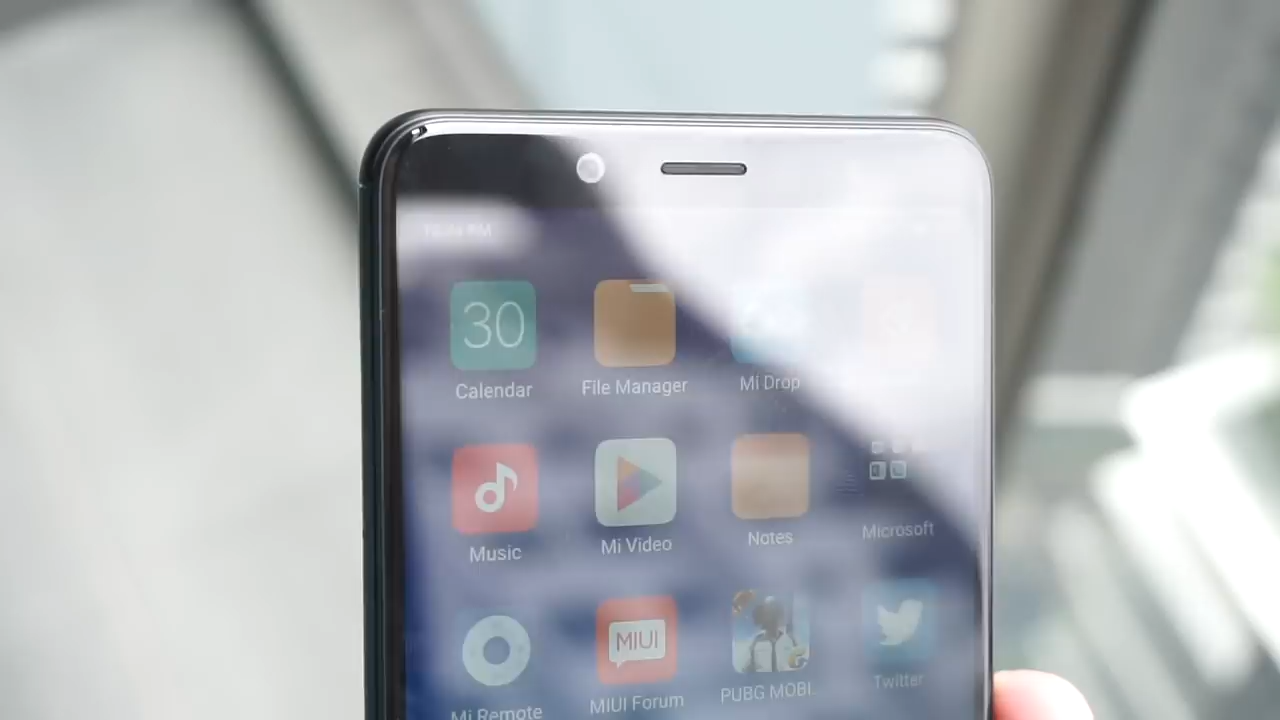 30
Calendar
File Manager
Mi Drop
Music
Mi Video
Notes
Microsoft
MIUI
Mi Remote
MIUI Forum
PUBG MOBI..
Twitter